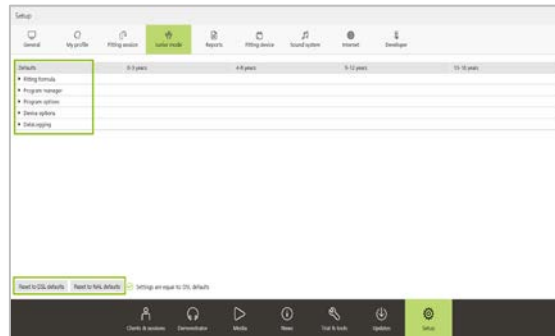 Setup
General My profile Fitting session Junior mode Reports Fitting device Sound system Internet Developer
Defaults 0-3 years 4-8 years 9-12 years 13-18 years
Fitting formula
Program manager
Program options
Device options
DataLogging
Reset to DSL defaults Reset to NAL defaults Settings are equal to DSL defaults
Clients & sessions Demonstrator Media News Trial & tools Updates Setup